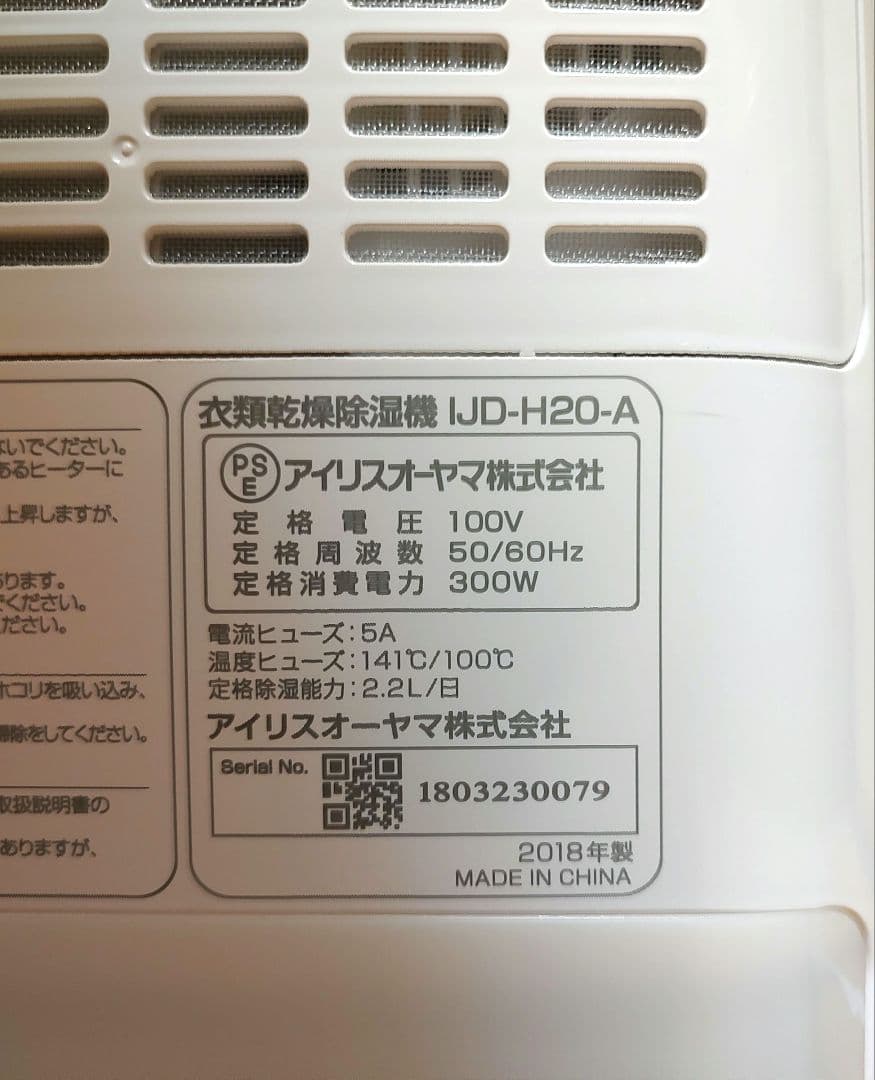 ないでください。
あるヒーターに
上昇しますが、
あります。
でください。
ください。
ホコリを吸い込み、
掃除をしてください。
取扱説明書の
ありますが、
衣類乾燥除湿機 IJD-H20-A
PSE アイリスオーヤマ株式会社
定格電圧 100V
定格周波数 50/60Hz
定格消費電力 300W
電流ヒューズ:5A
温度ヒューズ:141℃/100℃
定格除湿能力:2.2L/日
アイリスオーヤマ株式会社
Serial No. 1803230079
2018年製
MADE IN CHINA